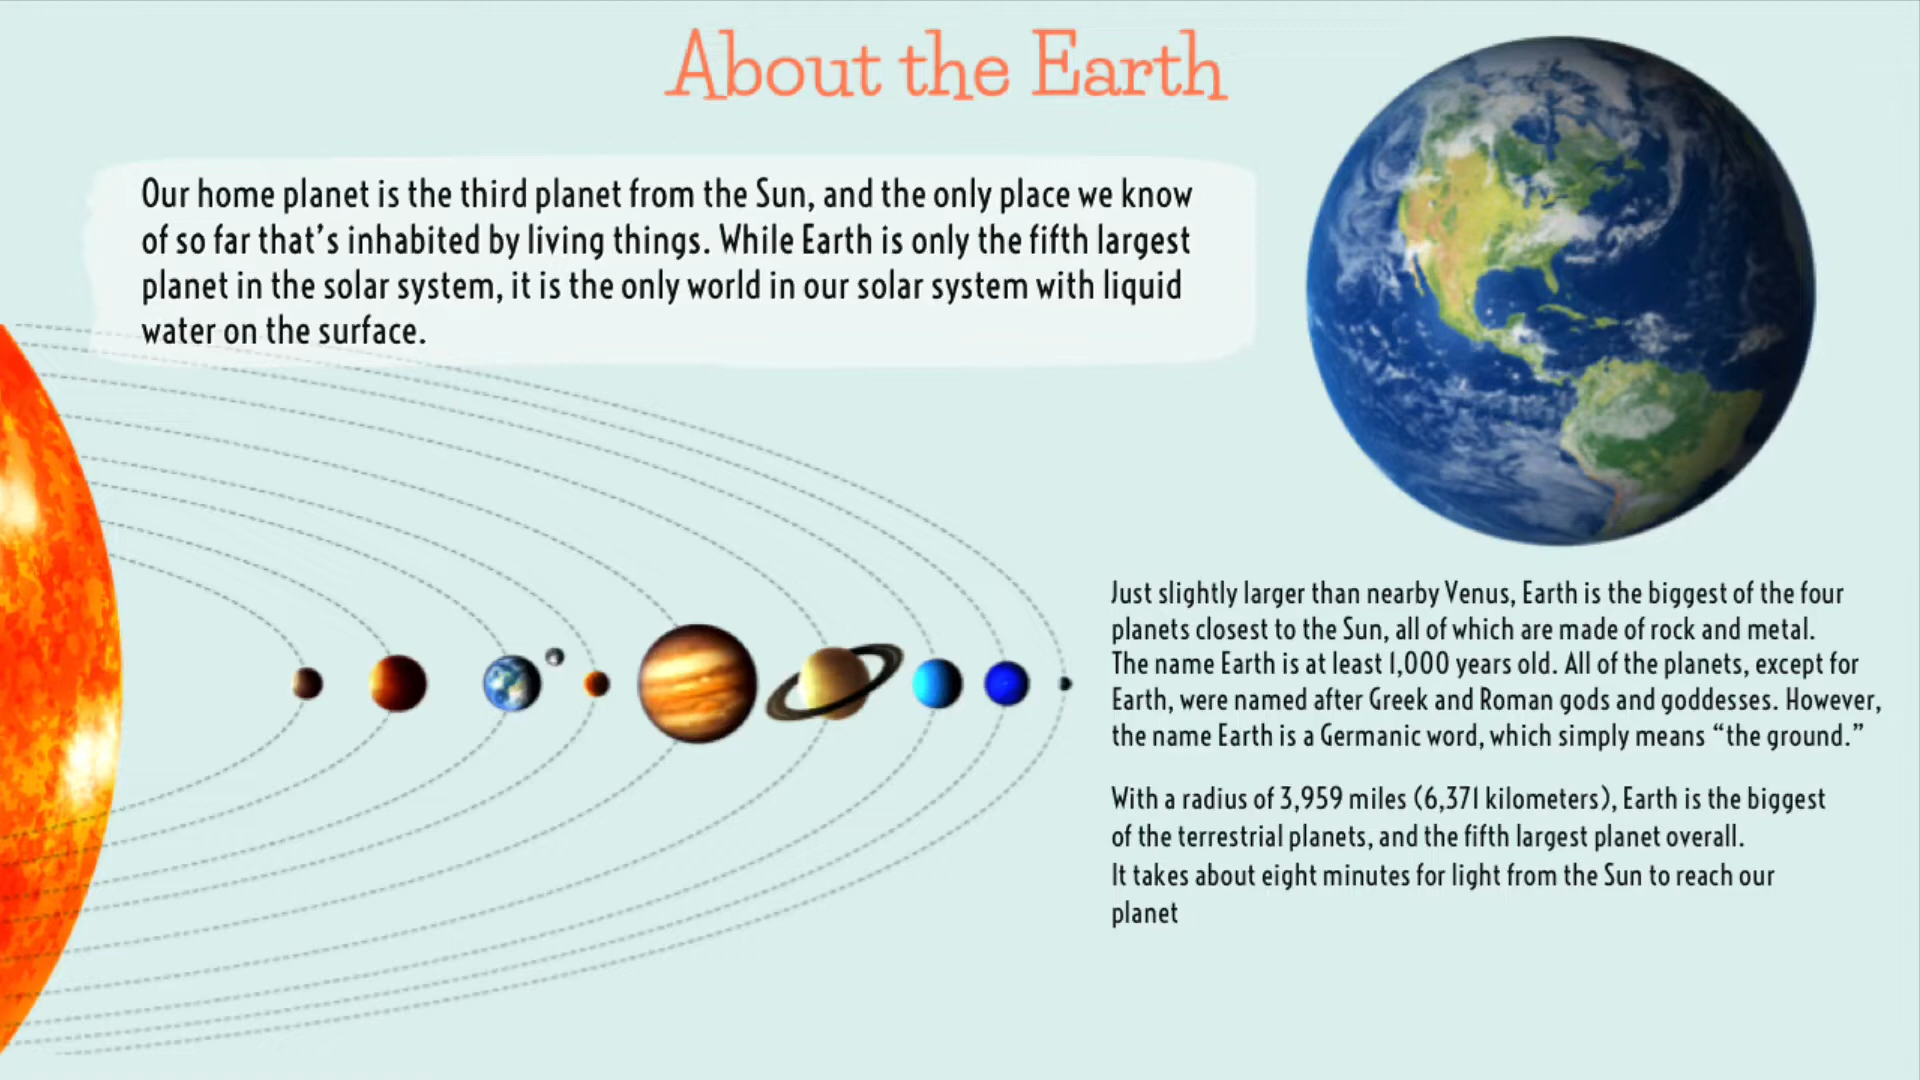 About the Earth
Our home planet is the third planet from the Sun, and the only place we know
of so far that's inhabited by living things. While Earth is only the fifth largest
planet in the solar system, it is the only world in our solar system with liquid
water on the surface.
Just slightly larger than nearby Venus, Earth is the biggest of the four
planets closest to the Sun, all of which are made of rock and metal.
The name Earth is at least 1,000 years old. All of the planets, except for
Earth, were named after Greek and Roman gods and goddesses. However,
the name Earth is a Germanic word, which simply means “the ground.”
With a radius of 3,959 miles (6,371 kilometers), Earth is the biggest
of the terrestrial planets, and the fifth largest planet overall.
It takes about eight minutes for light from the Sun to reach our
planet